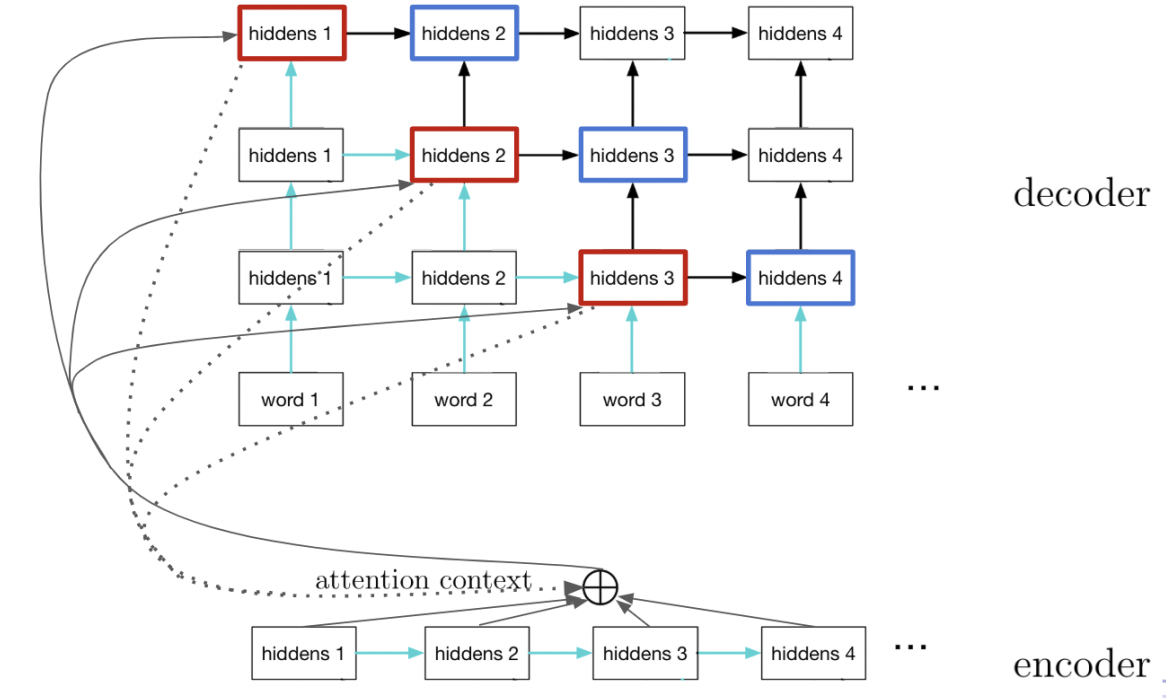 hiddens 1 hiddens 2 hiddens 3 hiddens 4
hiddens 1 hiddens 2 hiddens 3 hiddens 4
decoder
hiddens 1 hiddens 2 hiddens 3 hiddens 4
word 1 word 2 word 3 word 4 ...
attention context
hiddens 1 hiddens 2 hiddens 3 hiddens 4 ...
encoder